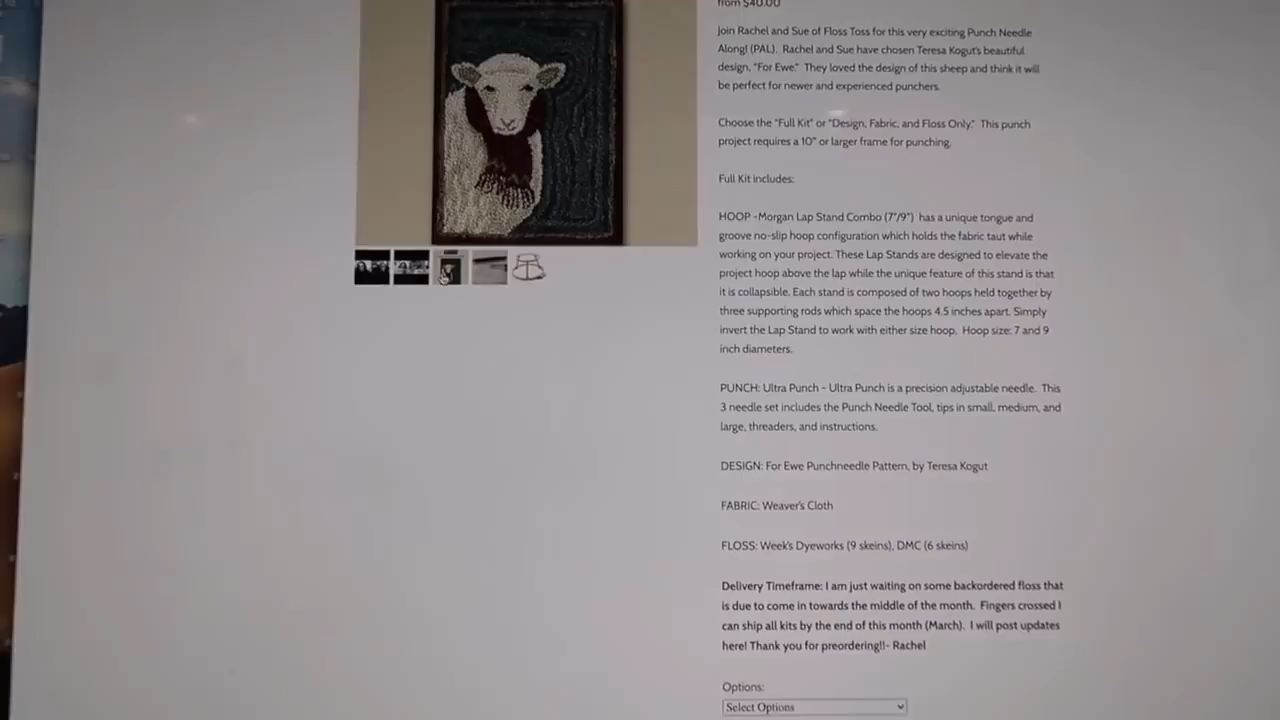 from $40.00
Join Rachel and Sue of Floss Toss for this very exciting Punch Needle
Along! (PAL).  Rachel and Sue have chosen Teresa Kogut's beautiful
design, "For Ewe."  They loved the design of this sheep and think it will
be perfect for newer and experienced punchers.
Choose the "Full Kit" or "Design, Fabric, and Floss Only."  This punch
project requires a 10" or larger frame for punching.
Full Kit includes:
HOOP -Morgan Lap Stand Combo (7"/9")  has a unique tongue and
groove no-slip hoop configuration which holds the fabric taut while
working on your project. These Lap Stands are designed to elevate the
project hoop above the lap while the unique feature of this stand is that
it is collapsible. Each stand is composed of two hoops held together by
three supporting rods which space the hoops 4.5 inches apart. Simply
invert the Lap Stand to work with either size hoop.  Hoop size: 7 and 9
inch diameters.
PUNCH: Ultra Punch - Ultra Punch is a precision adjustable needle.  This
3 needle set includes the Punch Needle Tool, tips in small, medium, and
large, threaders, and instructions.
DESIGN: For Ewe Punchneedle Pattern, by Teresa Kogut
FABRIC: Weaver's Cloth
FLOSS: Week's Dyeworks (9 skeins), DMC (6 skeins)
Delivery Timeframe: I am just waiting on some backordered floss that
is due to come in towards the middle of the month.  Fingers crossed I
can ship all kits by the end of this month (March).  I will post updates
here! Thank you for preordering!!- Rachel
Options:
Select Options